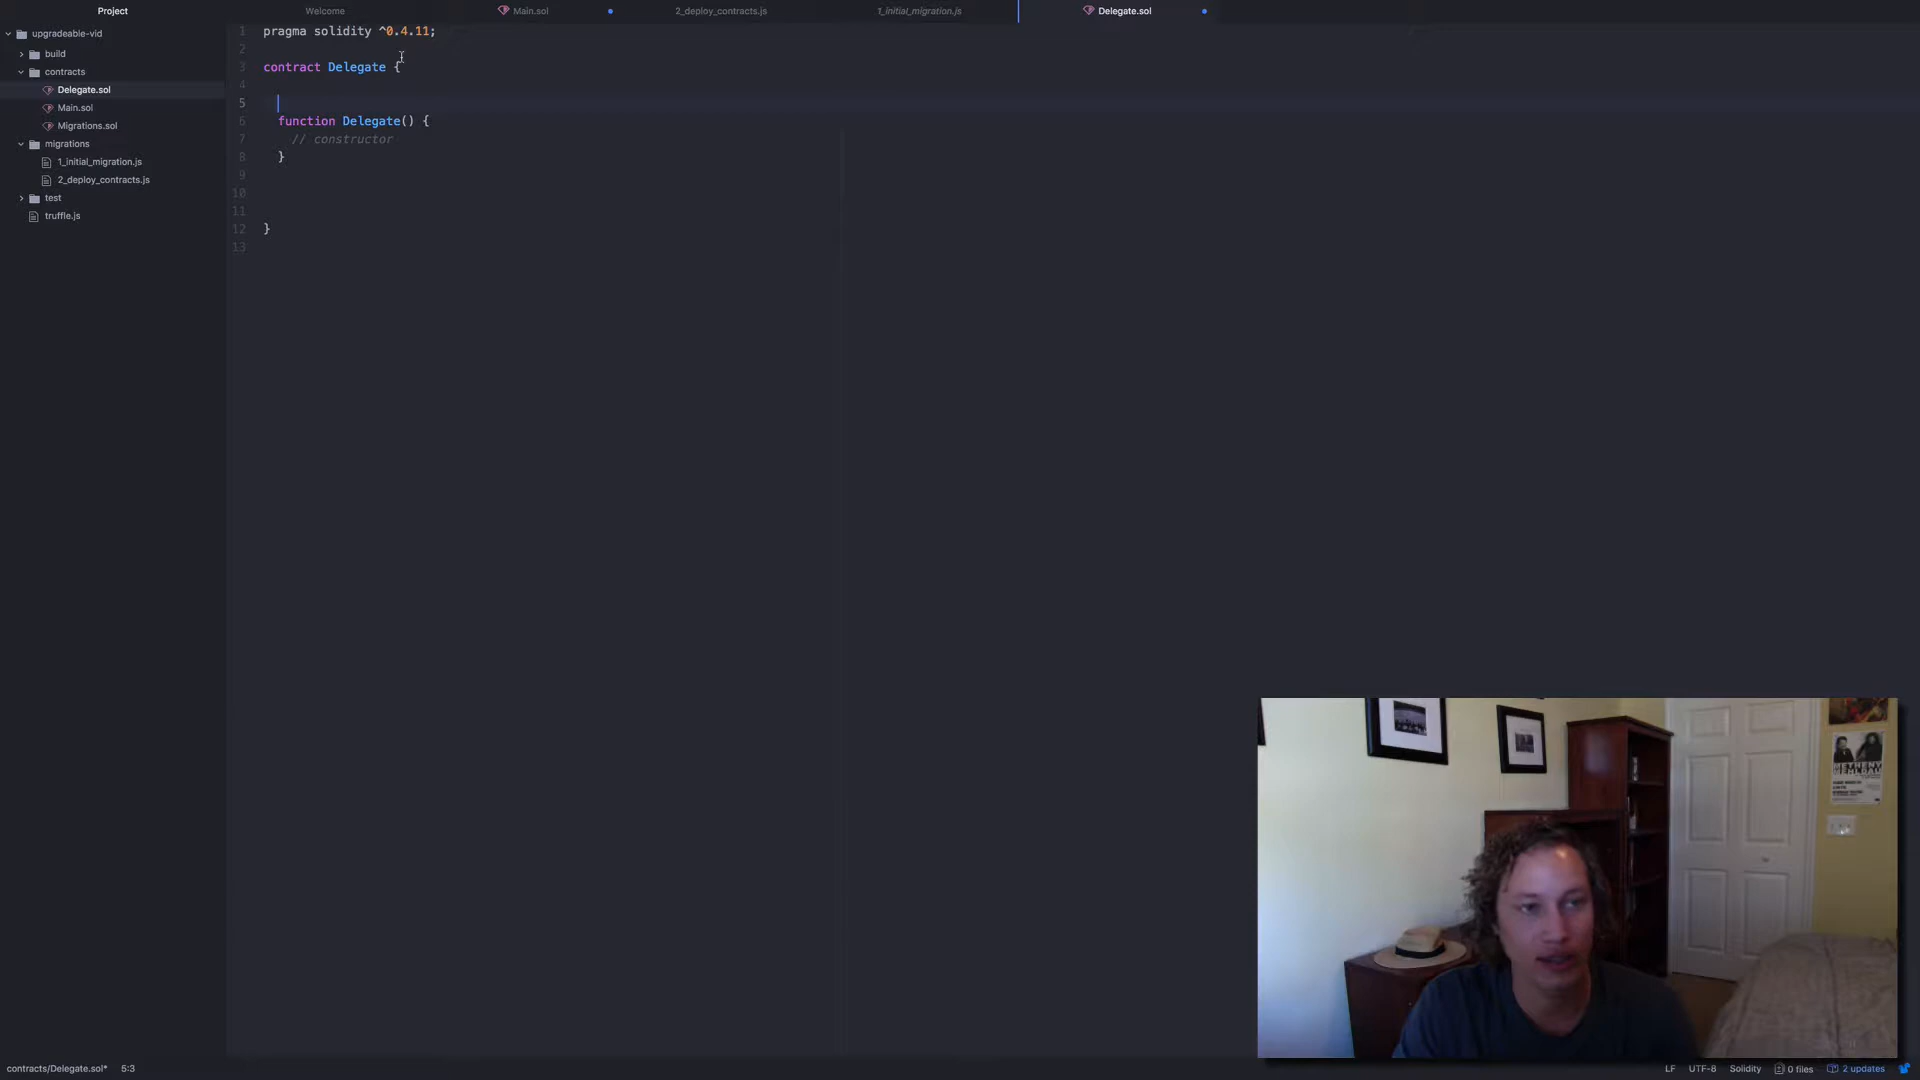 Project
Welcome
Main.sol
2_deploy_contracts.js
1_initial_migration.js
Delegate.sol
upgradeable-vid
build
contracts
Delegate.sol
Main.sol
Migrations.sol
migrations
1_initial_migration.js
2_deploy_contracts.js
test
truffle.js
1 pragma solidity ^0.4.11;
2
3 contract Delegate {
4
5
6 function Delegate() {
7 // constructor
8 }
9
10
11
12 }
13
contracts/Delegate.sol* 5:3
LF UTF-8 Solidity 0 files 2 updates